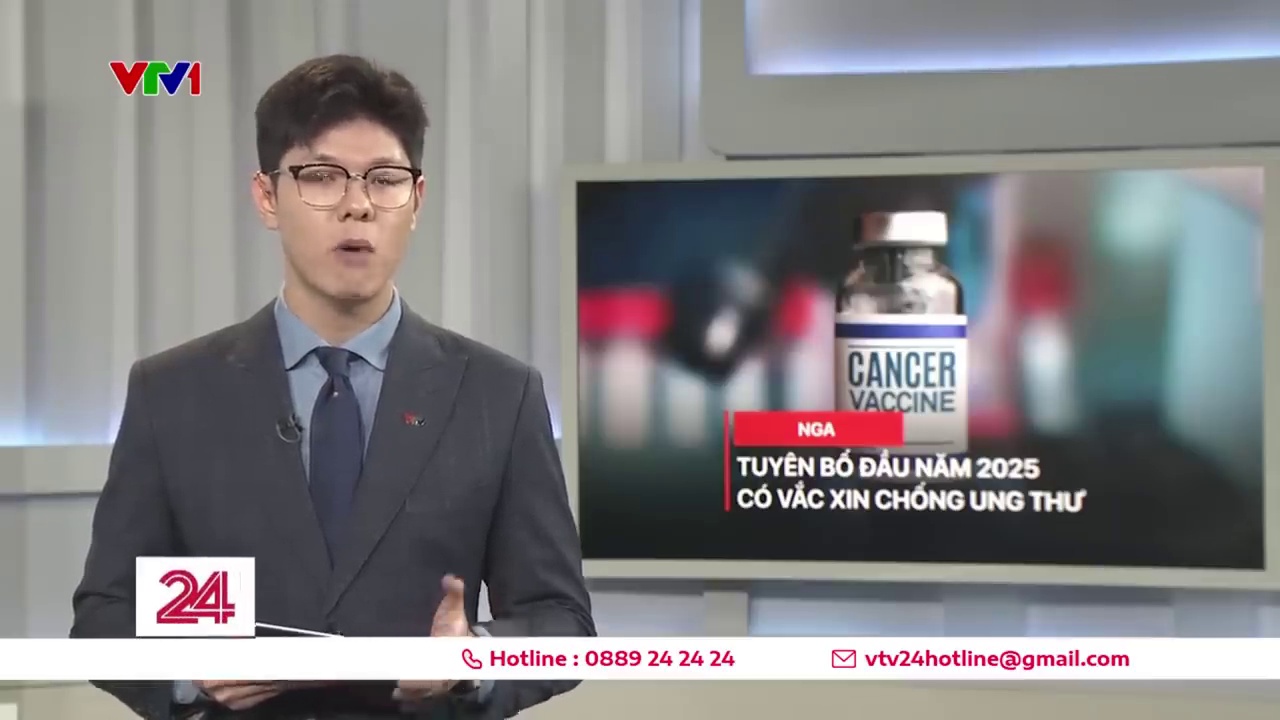 VTV1
CANCER
VACCINE
NGA
TUYÊN BỐ ĐẦU NĂM 2025
CÓ VẮC XIN CHỐNG UNG THƯ
VTV
24
Hotline : 0889 24 24 24
vtv24hotline@gmail.com